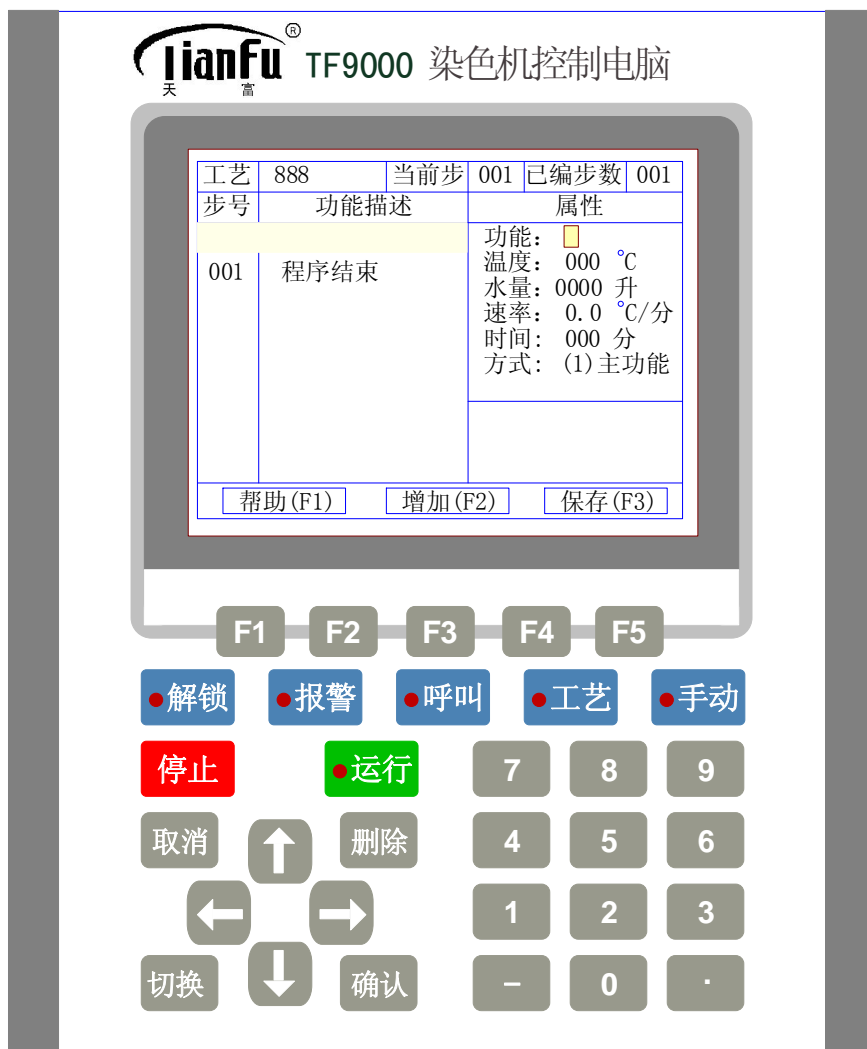 TianFu® TF9000 染色机控制电脑
天富
工艺 888 当前步 001 已编步数 001
步号 功能描述 属性
功能：
温度： 000 °C
001 程序结束
水量：0000 升
速率： 0.0 °C/分
时间： 000 分
方式：(1)主功能
帮助(F1) 增加(F2) 保存(F3)
F1 F2 F3 F4 F5
解锁 报警 呼叫 工艺 手动
停止 运行 7 8 9
取消 删除 4 5 6
1 2 3
切换 确认 － 0 ·